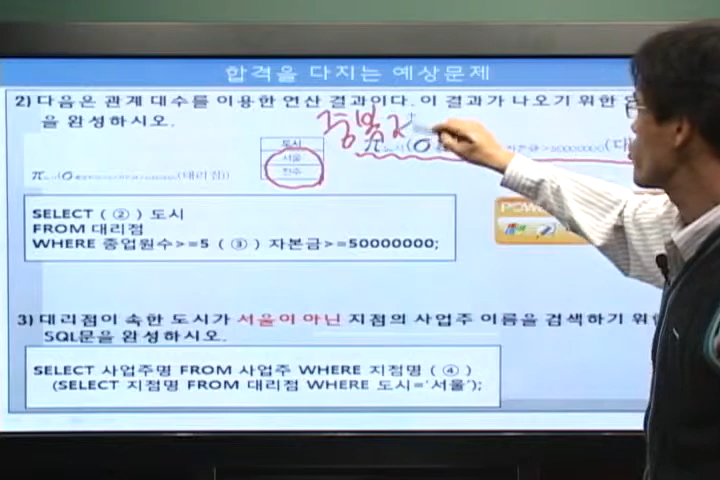 합격을 다지는 예상문제
2) 다음은 관계 대수를 이용한 연산 결과이다. 이 결과가 나오기 위한
을 완성하시오.
중복
도시
서울
전주
(대리점))
SELECT ( ② ) 도시
FROM 대리점
WHERE 종업원수>=5 ( ③ ) 자본금>=50000000;
3) 대리점이 속한 도시가 서울이 아닌 지점의 사업주 이름을 검색하기 위한
SQL문을 완성하시오.
SELECT 사업주명 FROM 사업주 WHERE 지점명 ( ④ )
(SELECT 지점명 FROM 대리점 WHERE 도시='서울');